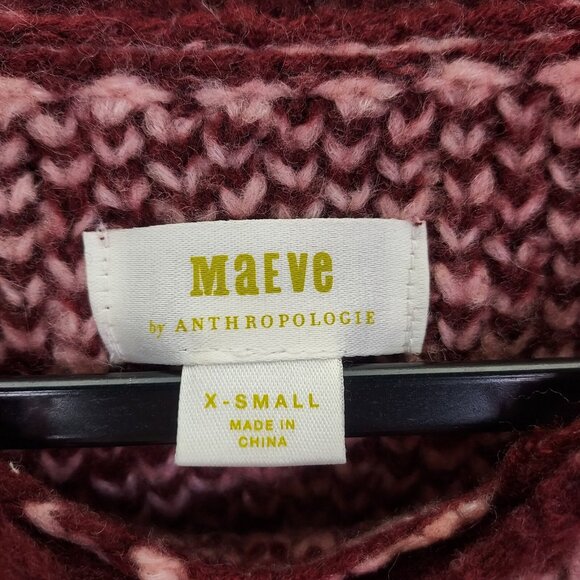 MaEVe
by ANTHROPOLOGIE
X-SMALL
MADE IN
CHINA